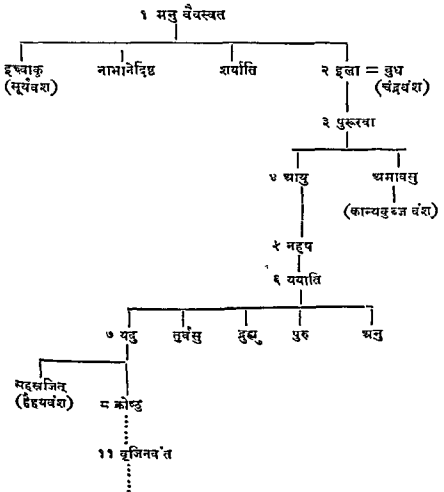 १ मनु वैवस्वत
इक्ष्वाकु नाभानेदिष्ठ शर्याति २ इला = बुध
(सूर्यवंश) (चंद्रवंश)
३ पुरूरवा
४ आयु अमावसु
(कान्यकुब्ज वंश)
५ नहुष
६ ययाति
७ यदु तुर्वसु द्रुह्यु पुरु अनु
सहस्रजित्
(हैहयवंश) ८ क्रोष्टु
११ वृजिनवंत